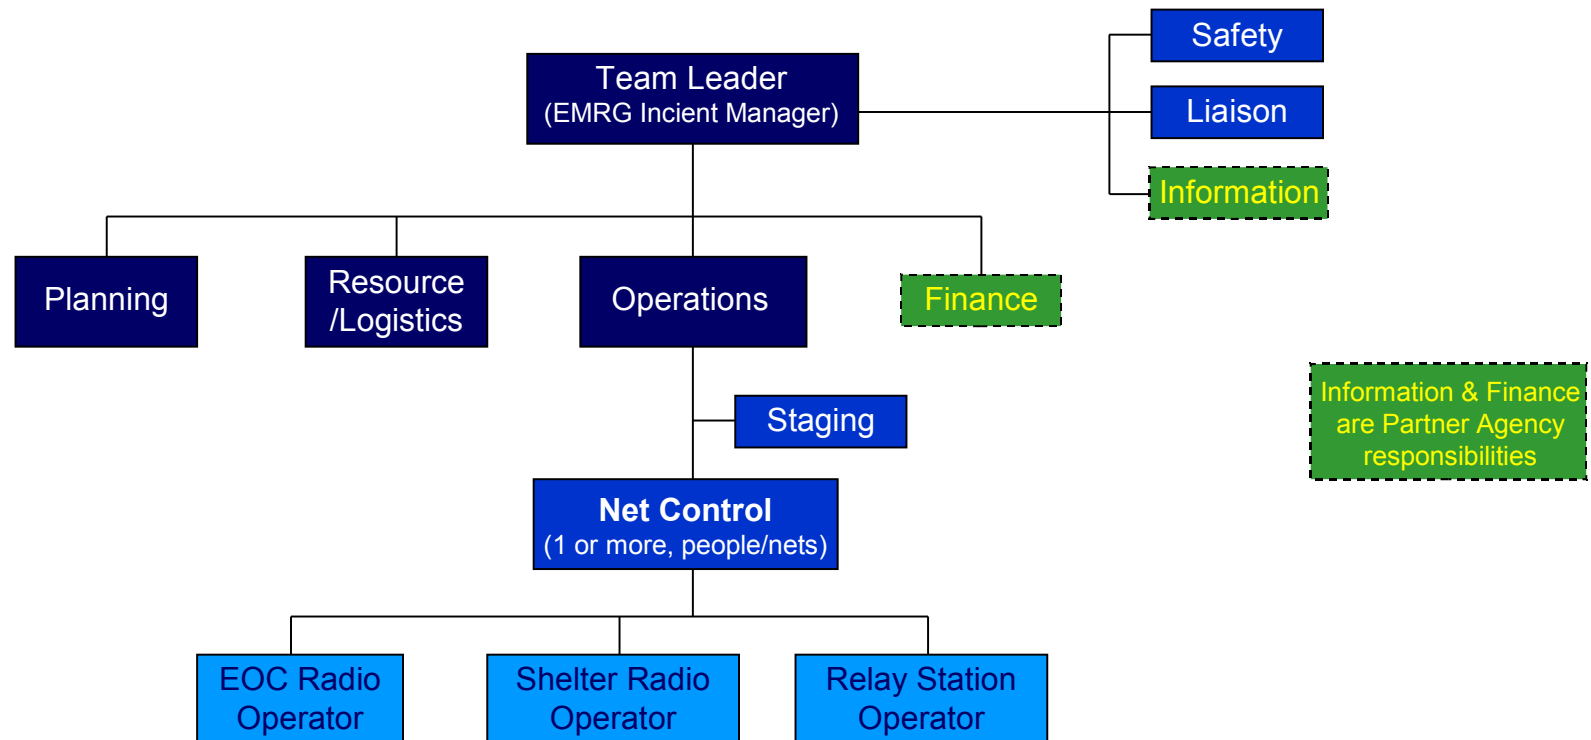 Team Leader
(EMRG Incient Manager)
Safety
Liaison
Information
Planning
Resource
/Logistics
Operations
Finance
Information & Finance
are Partner Agency
responsibilities
Staging
Net Control
(1 or more, people/nets)
EOC Radio
Operator
Shelter Radio
Operator
Relay Station
Operator